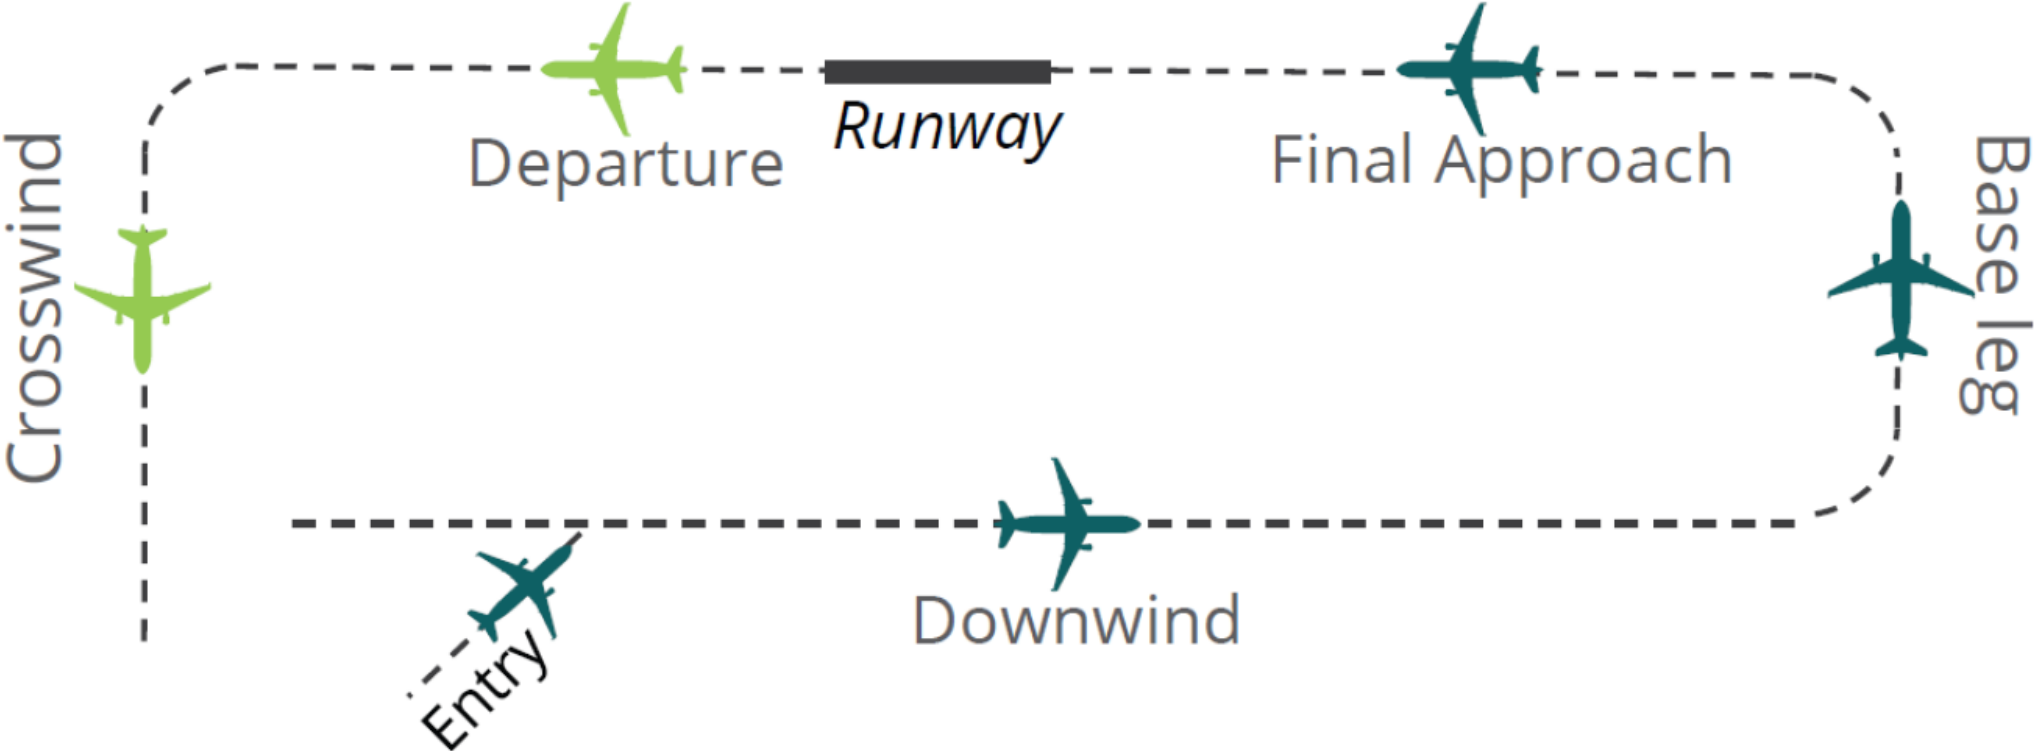 Runway
Departure
Final Approach
Crosswind
Base leg
Downwind
Entry